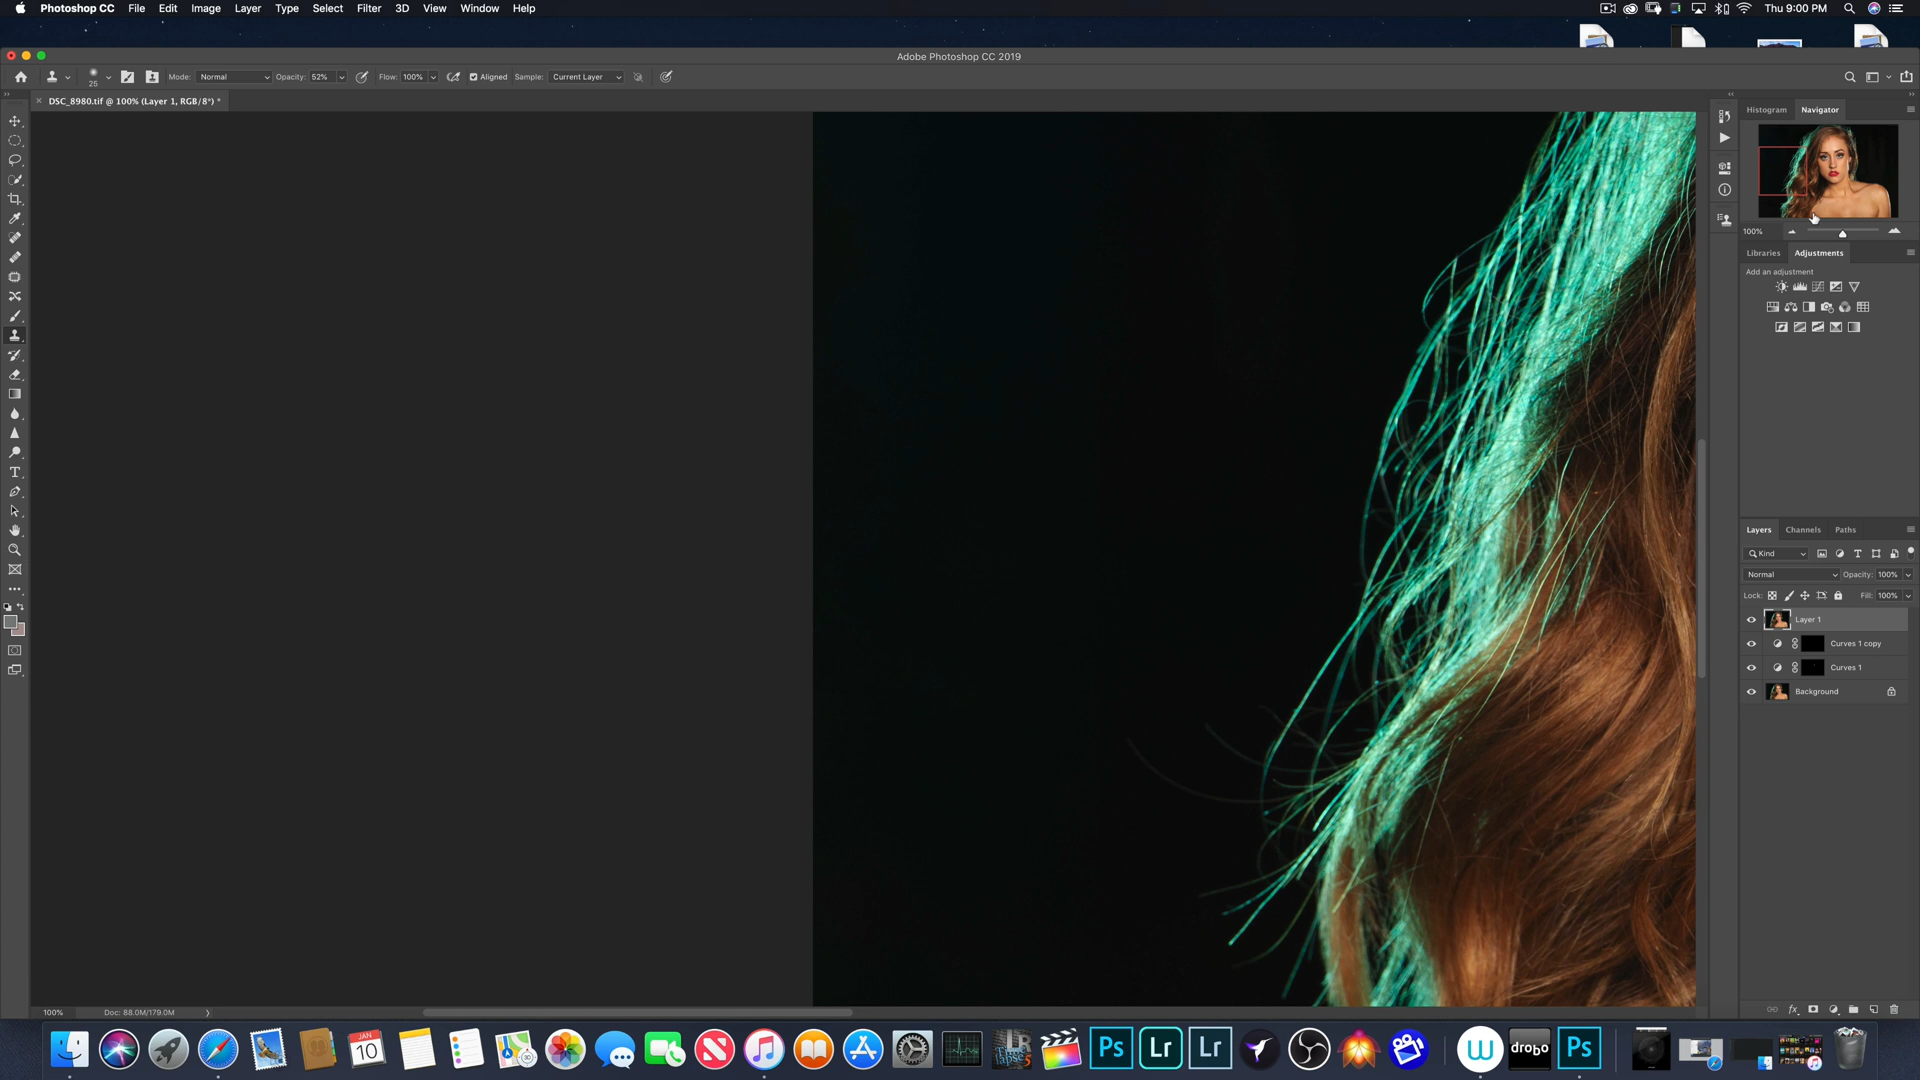 Photoshop CC File Edit Image Layer Type Select Filter 3D View Window Help Thu 9:00 PM
Adobe Photoshop CC 2019
25 Mode: Normal Opacity: 52% Flow: 100% Aligned Sample: Current Layer
DSC_8980.tif @ 100% (Layer 1, RGB/8*) *
Histogram Navigator
100%
Libraries Adjustments
Add an adjustment
Layers Channels Paths
Kind
Normal Opacity: 100%
Lock: Fill: 100%
Layer 1
Curves 1 copy
Curves 1
Background
fx
100% Doc: 88.0M/179.0M
JAN
10
Ps Lr Lr drobo Ps